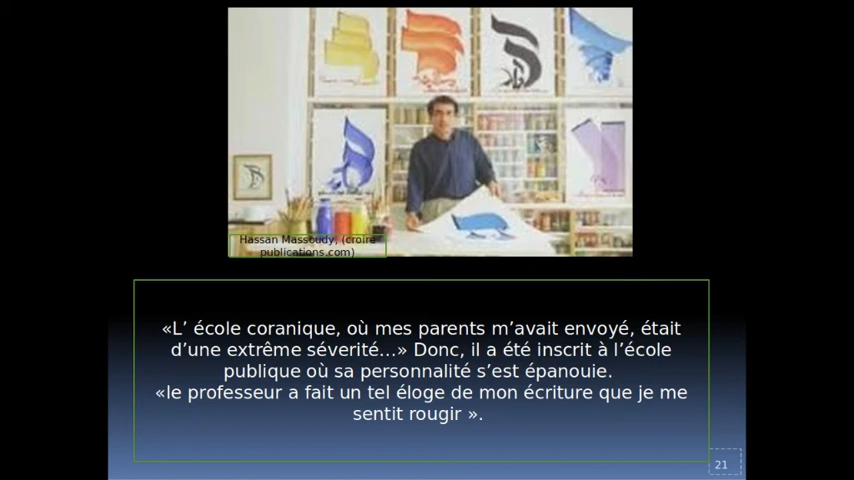 Hassan Massoudy; (croire
publications.com)
«L’ école coranique, où mes parents m’avait envoyé, était
d’une extrême séverité...» Donc, il a été inscrit à l’école
publique où sa personnalité s’est épanouie.
«le professeur a fait un tel éloge de mon écriture que je me
sentit rougir ».
21